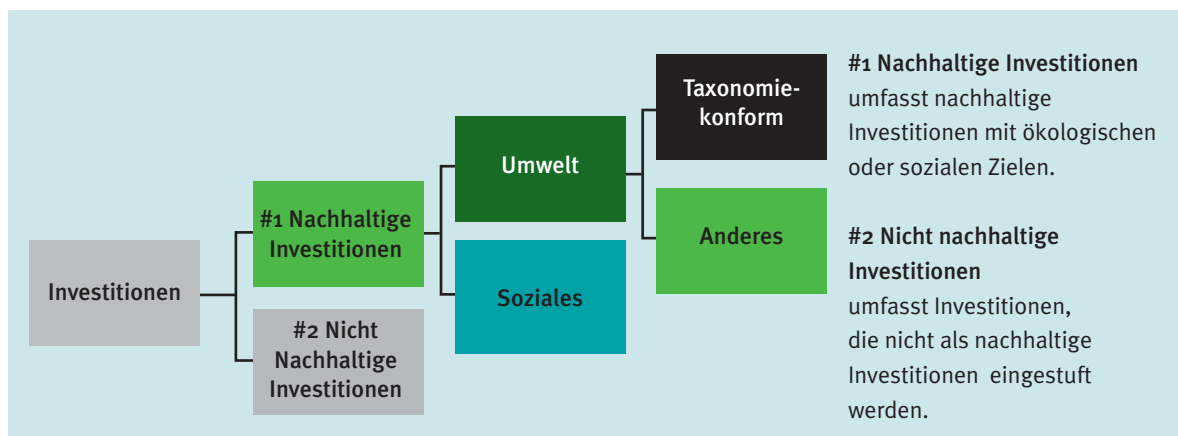 Investitionen
#1 Nachhaltige
Investitionen
#2 Nicht
Nachhaltige
Investitionen
Umwelt
Soziales
Taxonomie-
konform
Anderes
#1 Nachhaltige Investitionen
umfasst nachhaltige
Investitionen mit ökologischen
oder sozialen Zielen.
#2 Nicht nachhaltige
Investitionen
umfasst Investitionen,
die nicht als nachhaltige
Investitionen eingestuft
werden.